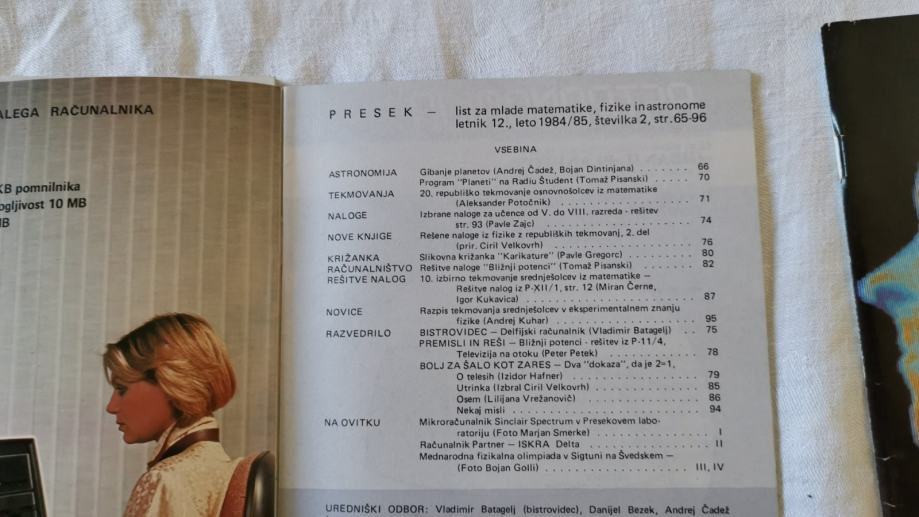 ALEGA RAČUNALNIKA
KB pomnilnika
ogljivost 10 MB
IB
PRESEK — list za mlade matematike, fizike in astronome
letnik 12., leto 1984/85, številka 2, str. 65-96
VSEBINA
ASTRONOMIJA Gibanje planetov (Andrej Čadež, Bojan Dintinjana) ....... 66
Program "Planeti" na Radiu Študent (Tomaž Pisanski) ..... 70
TEKMOVANJA 20. republiško tekmovanje osnovnošolcev iz matematike
(Aleksander Potočnik) .................... 71
NALOGE Izbrane naloge za učence od V. do VIII. razreda - rešitev
str. 93 (Pavle Zajc) ..................... 74
NOVE KNJIGE Rešene naloge iz fizike z republiških tekmovanj, 2. del
(prir. Ciril Velkovrh) .................... 76
KRIŽANKA Slikovna križanka "Karikature" (Pavle Gregorc) ......... 80
RAČUNALNIŠTVO Rešitve naloge "Bližnji potenci" (Tomaž Pisanski) ....... 82
REŠITVE NALOG 10. izbirno tekmovanje srednješolcev iz matematike —
Rešitve nalog iz P-XII/1, str. 12 (Miran Černe,
Igor Kukavica) ........................ 87
NOVICE Razpis tekmovanja srednješolcev v eksperimentalnem znanju
fizike (Andrej Kuhar) .................... 95
RAZVEDRILO BISTROVIDEC — Delfijski računalnik (Vladimir Batagelj) .. 75
PREMISLI IN REŠI — Bližnji potenci - rešitev iz P-11/4,
Televizija na otoku (Peter Petek) ............. 78
BOLJ ZA ŠALO KOT ZARES — Dva "dokaza", da je 2=1,
O telesih (Izidor Hafner) .................. 79
Utrinka (Izbral Ciril Velkovrh) ............... 85
Osem (Lilijana Vrežanovič) ................. 86
Nekaj misli ........................... 94
NA OVITKU Mikroračunalnik Sinclair Spectrum v Presekovem labo-
ratoriju (Foto Marjan Smerke) ................ I
Računalnik Partner — ISKRA Delta ................ II
Mednarodna fizikalna olimpiada v Sigtuni na Švedskem —
(Foto Bojan Golli) ...................... III, IV
UREDNIŠKI ODBOR: Vladimir Batagelj (bistrovidec), Danijel Bezek, Andrej Čadež